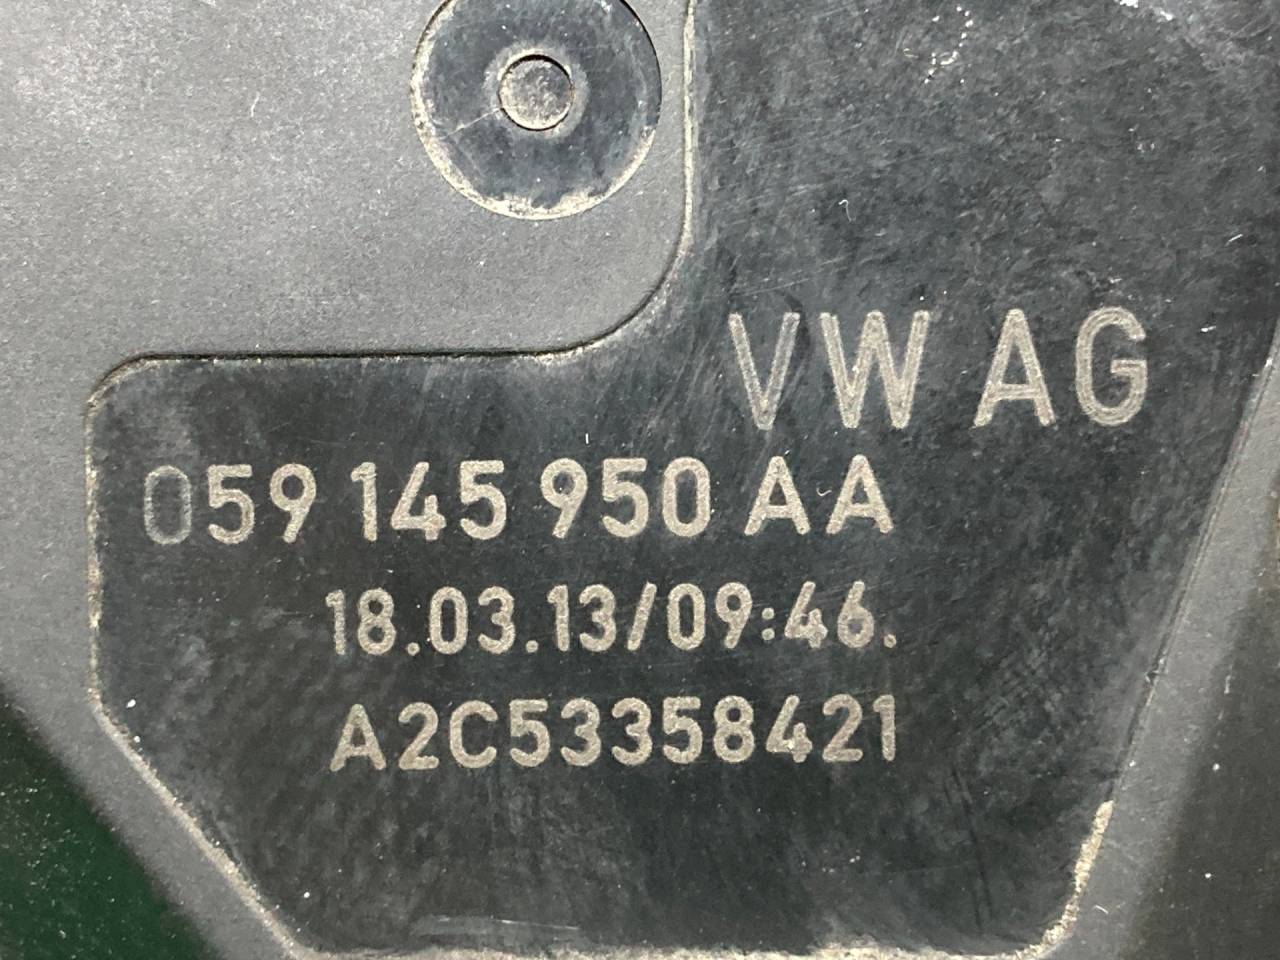 VW AG
059 145 950 AA
18.03.13/09:46.
A2C53358421